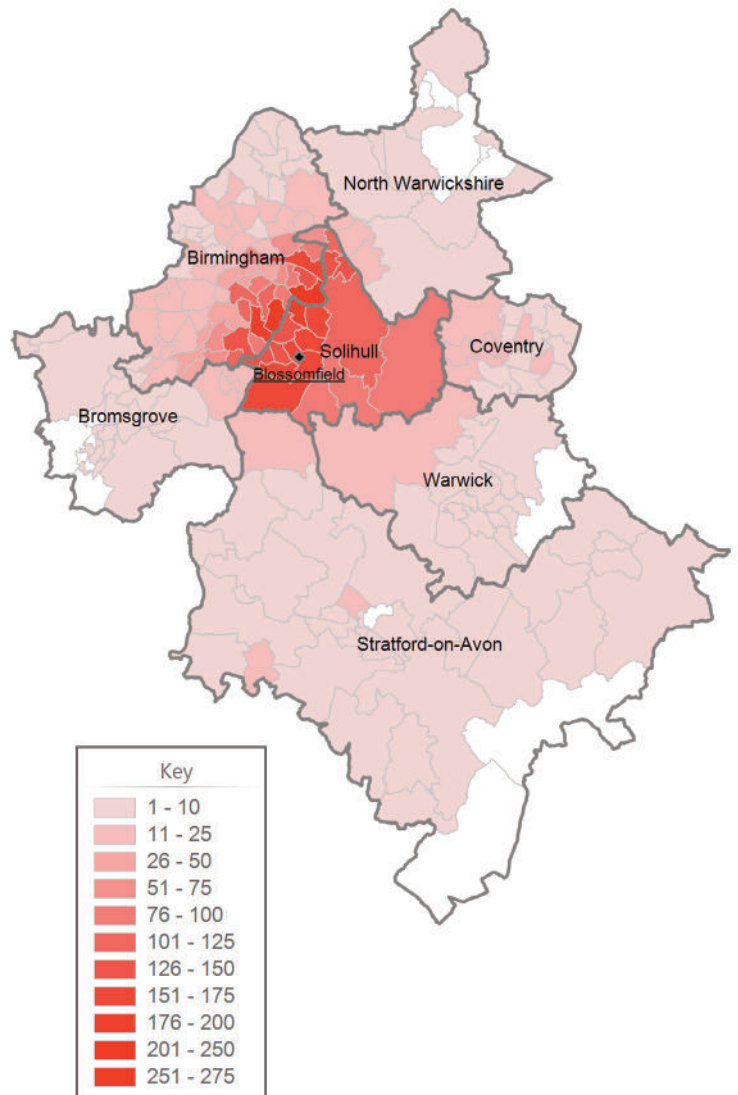 North Warwickshire
Birmingham
Solihull
Coventry
Blossomfield
Bromsgrove
Warwick
Stratford-on-Avon
Key
1 - 10
11 - 25
26 - 50
51 - 75
76 - 100
101 - 125
126 - 150
151 - 175
176 - 200
201 - 250
251 - 275